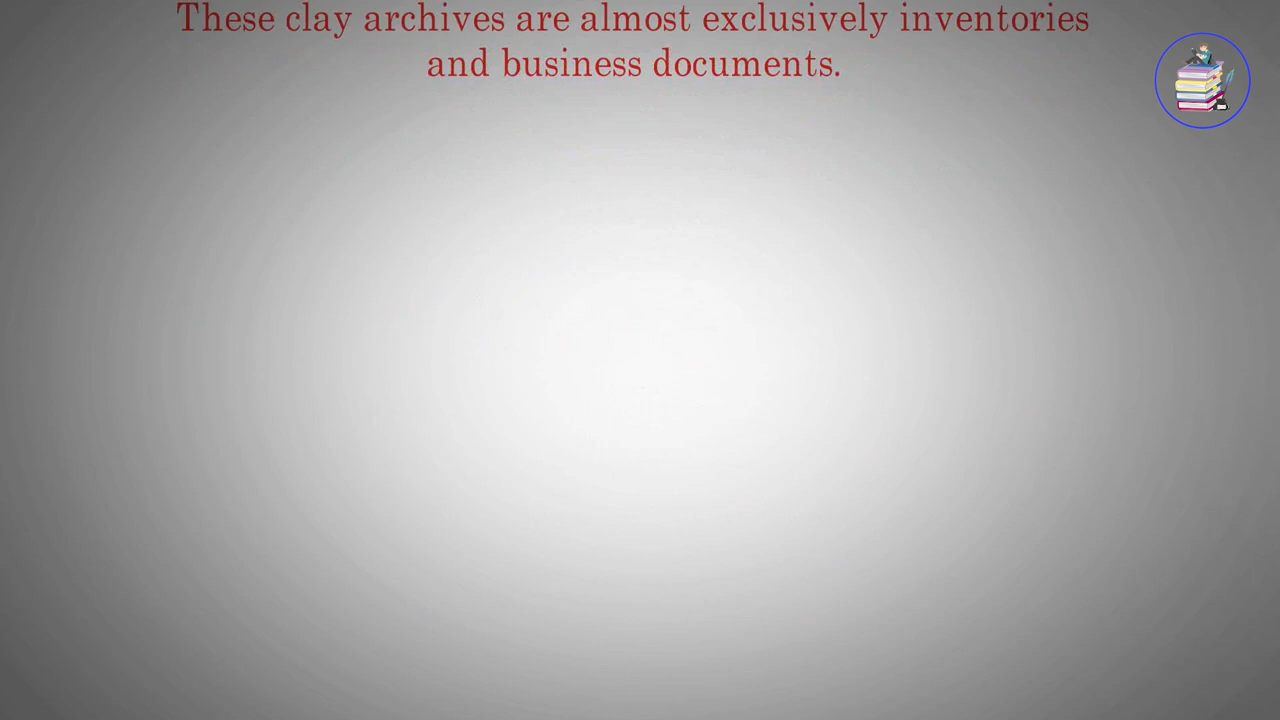 These clay archives are almost exclusively inventories
and business documents.